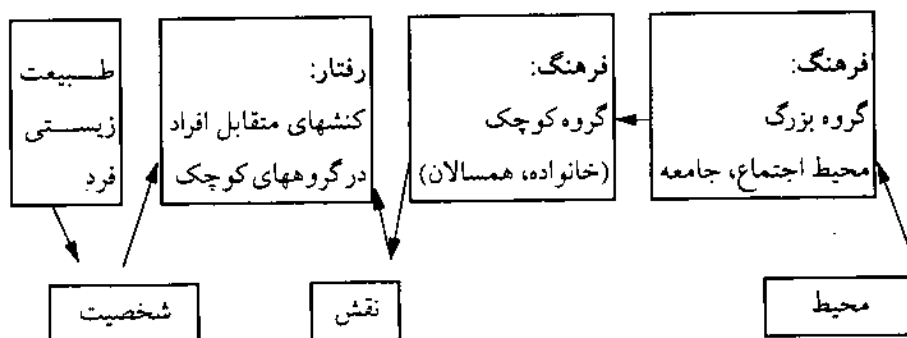 فرهنگ:
گروه بزرگ
محیط اجتماع، جامعه
فرهنگ:
گروه کوچک
(خانواده، همسالان)
رفتار:
کنشهای متقابل افراد
در گروههای کوچک
طبیعت
زیستی
فرد
محیط
نقش
شخصیت